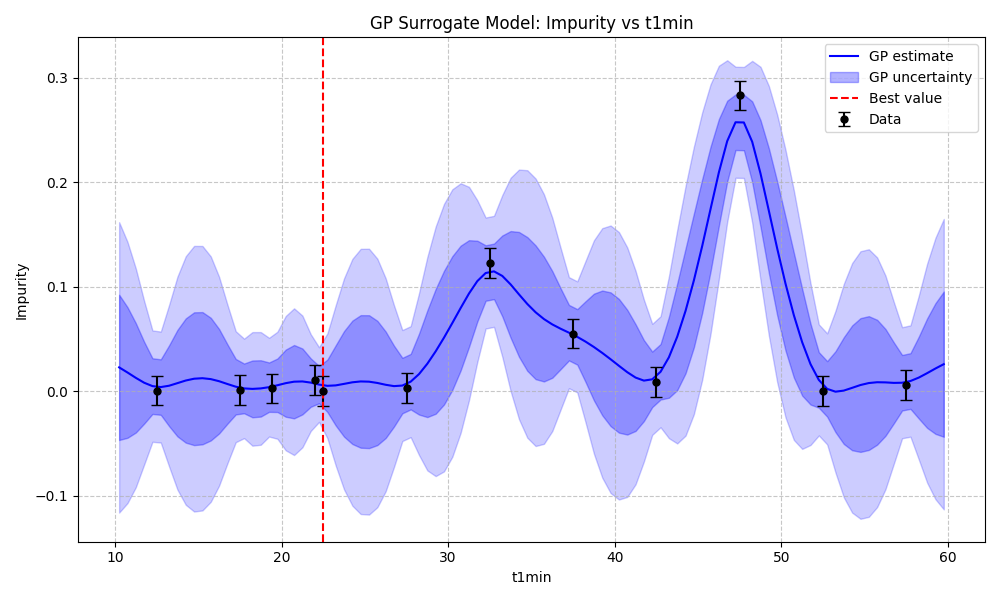 GP Surrogate Model: Impurity vs t1min
GP estimate
GP uncertainty
Best value
Data
Impurity
0.3
0.2
0.1
0.0
−0.1
10 20 30 40 50 60
t1min